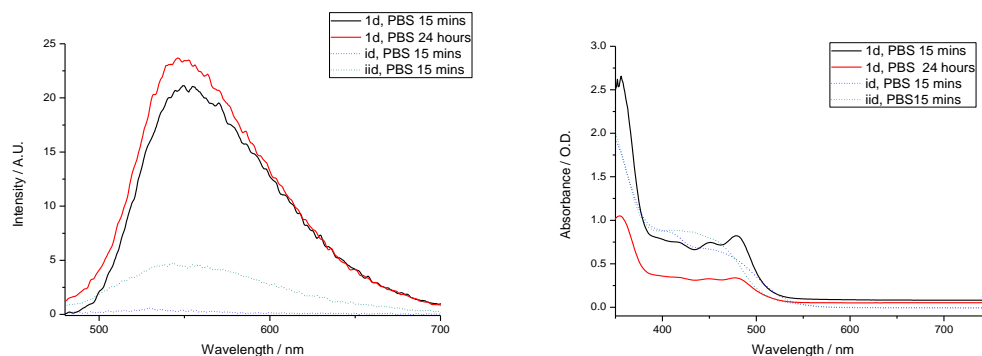 1d, PBS 15 mins
1d, PBS 24 hours
id, PBS 15 mins
iid, PBS 15 mins
25
20
15
10
5
0
500
600
700
Intensity / A.U.
Wavelength / nm
1d, PBS 15 mins
1d, PBS  24 hours
id, PBS 15 mins
iid, PBS15 mins
3.0
2.5
2.0
1.5
1.0
0.5
0.0
400
500
600
700
Absorbance / O.D.
Wavelength / nm